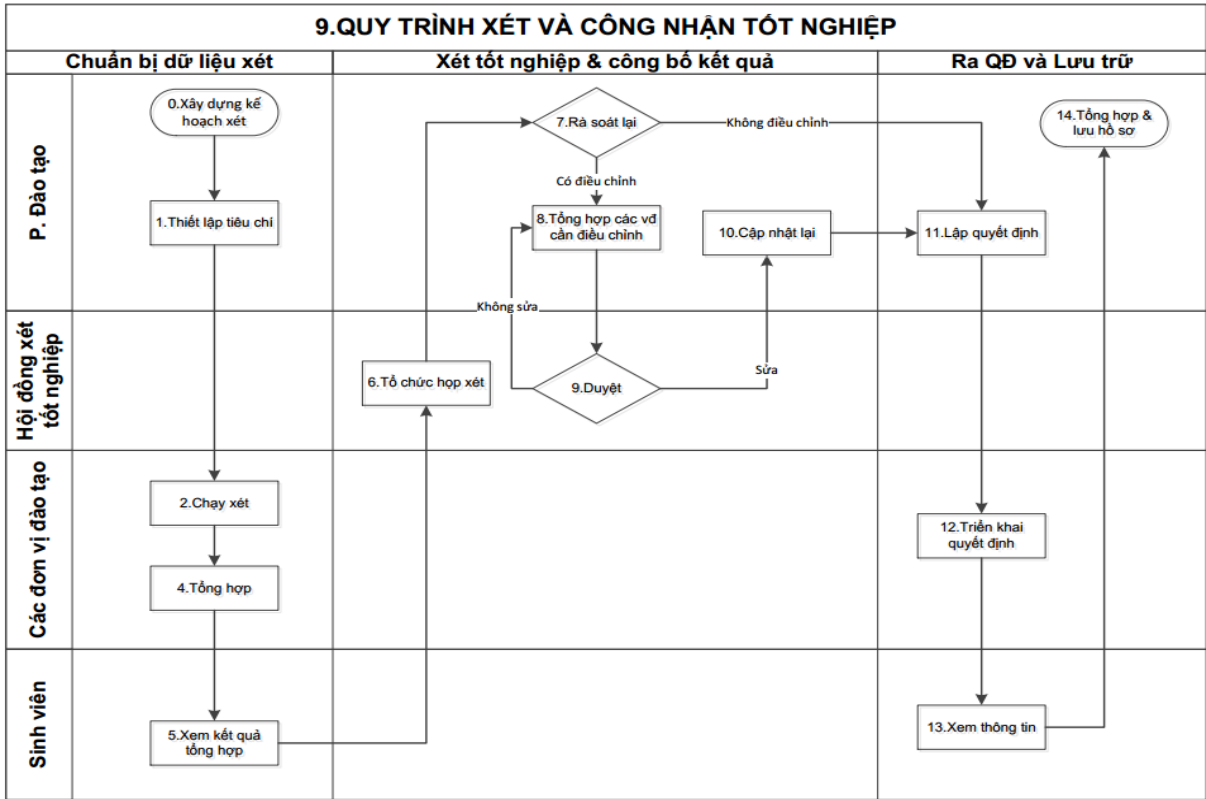 9.QUY TRÌNH XÉT VÀ CÔNG NHẬN TỐT NGHIỆP
Chuẩn bị dữ liệu xét
Xét tốt nghiệp & công bố kết quả
Ra QĐ và Lưu trữ
P. Đào tạo
0.Xây dựng kế
hoạch xét
1.Thiết lập tiêu chí
7.Rà soát lại
Không điều chỉnh
Có điều chỉnh
8.Tổng hợp các vđ
cần điều chỉnh
10.Cập nhật lại
11.Lập quyết định
14.Tổng hợp &
lưu hồ sơ
Không sửa
Hội đồng xét
tốt nghiệp
6.Tổ chức họp xét
9.Duyệt
Sửa
Các đơn vị đào tạo
2.Chạy xét
4.Tổng hợp
12.Triển khai
quyết định
Sinh viên
5.Xem kết quả
tổng hợp
13.Xem thông tin